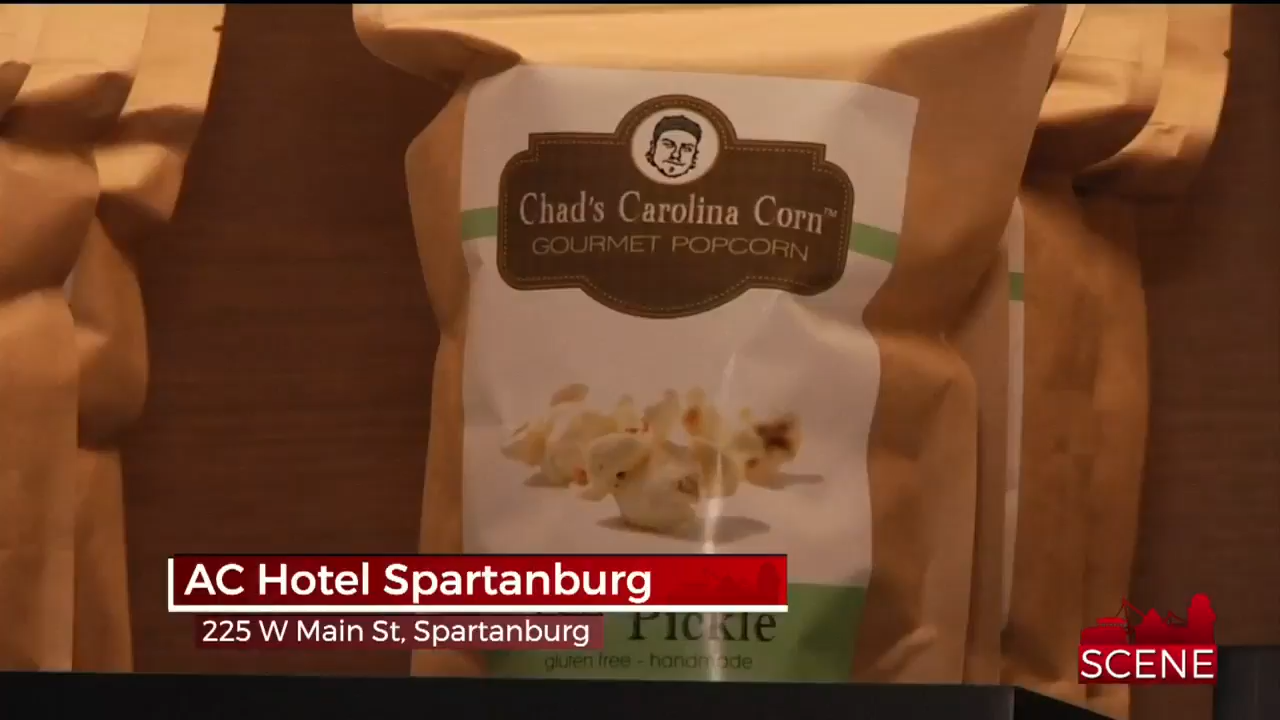 Chad's Carolina Corn™
GOURMET POPCORN
AC Hotel Spartanburg
225 W Main St, Spartanburg
Pickle
gluten free - handmade
SCENE